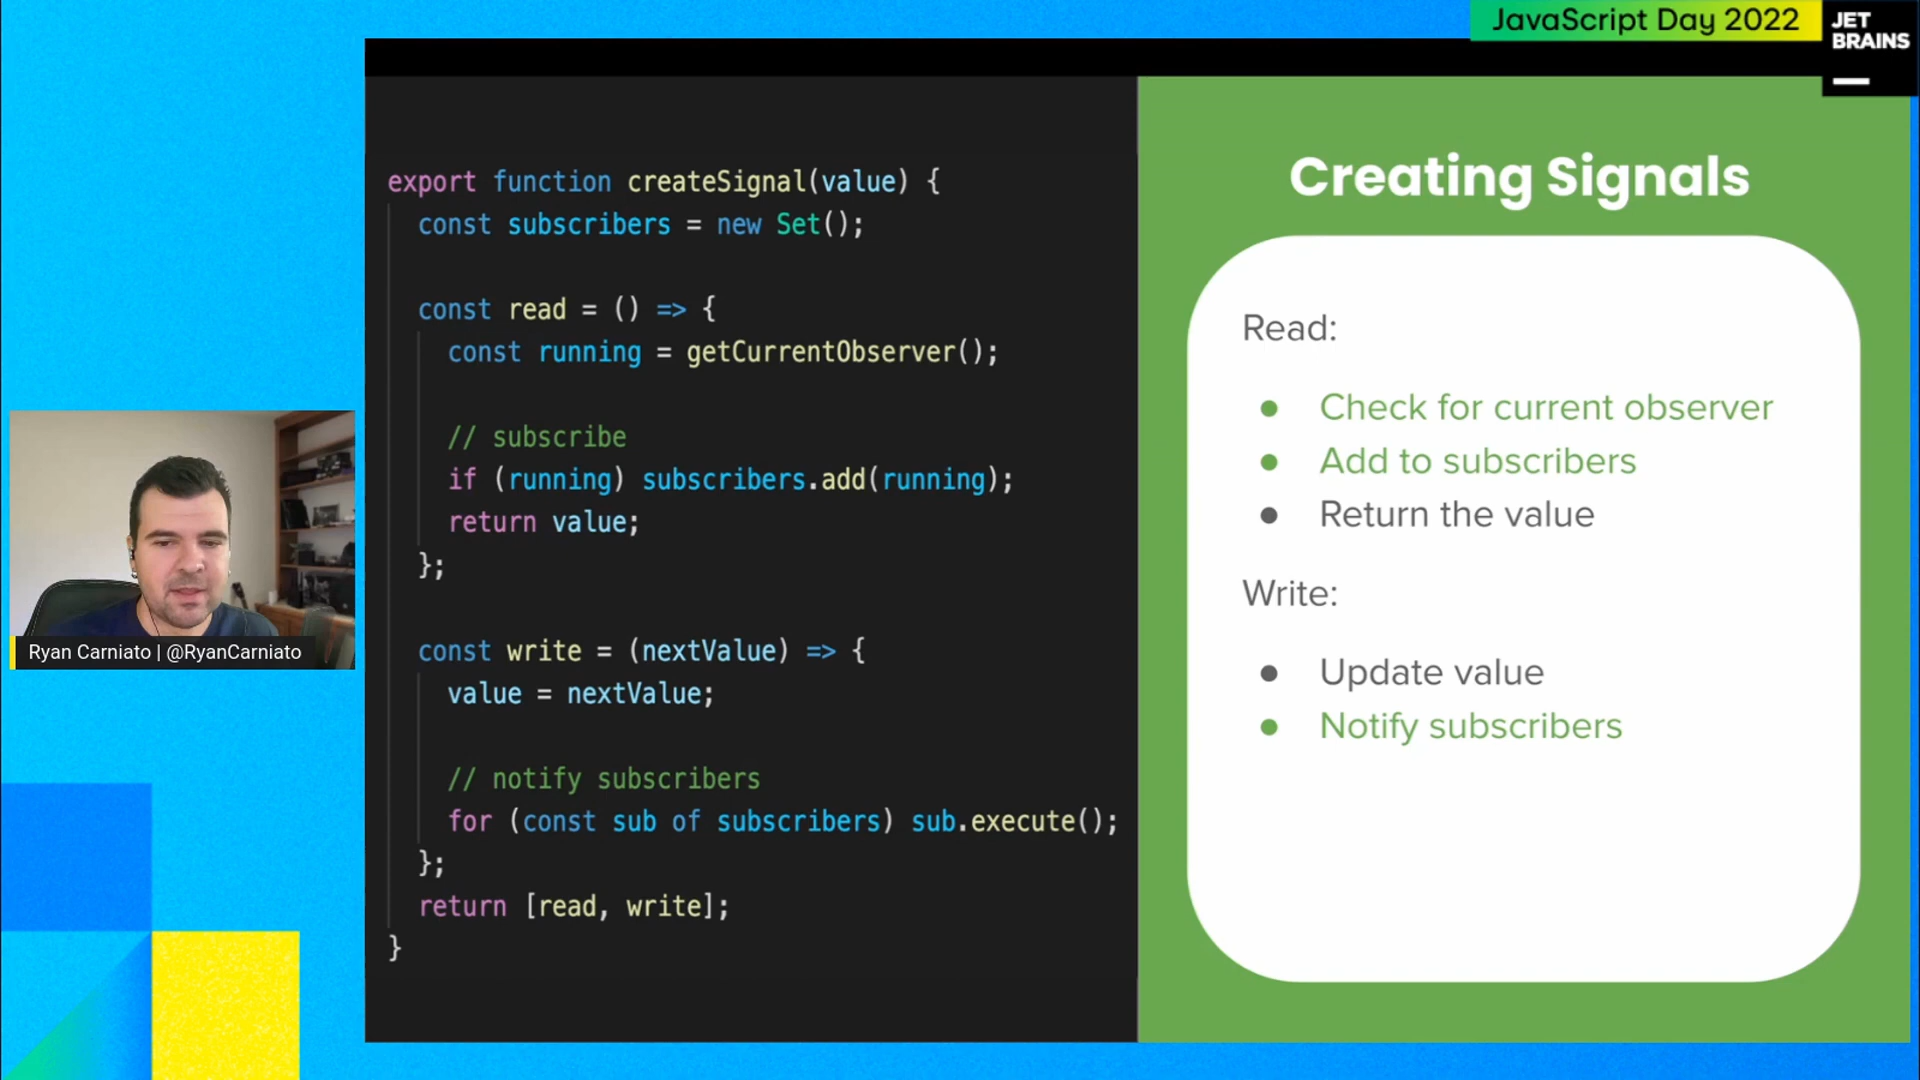 JavaScript Day 2022
JET
BRAINS
export function createSignal(value) {
const subscribers = new Set();
const read = () => {
const running = getCurrentObserver();
// subscribe
if (running) subscribers.add(running);
return value;
};
const write = (nextValue) => {
value = nextValue;
// notify subscribers
for (const sub of subscribers) sub.execute();
};
return [read, write];
}
Creating Signals
Read:
● Check for current observer
● Add to subscribers
● Return the value
Write:
● Update value
● Notify subscribers
Ryan Carniato | @RyanCarniato